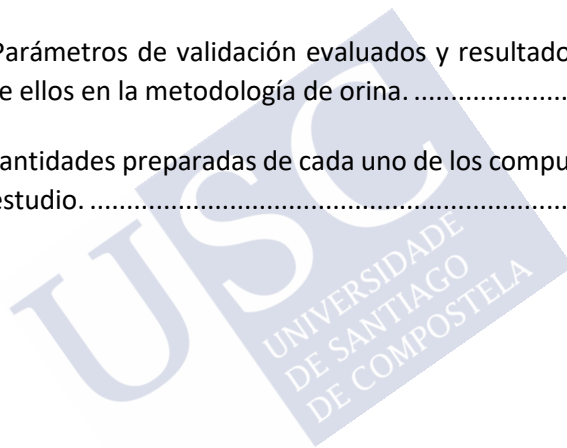 Parámetros de validación evaluados y resultado
e ellos en la metodología de orina. ......................
antidades preparadas de cada uno de los compu
estudio. ....................................................................
USC
UNIVERSIDADE
DE SANTIAGO
DE COMPOSTELA